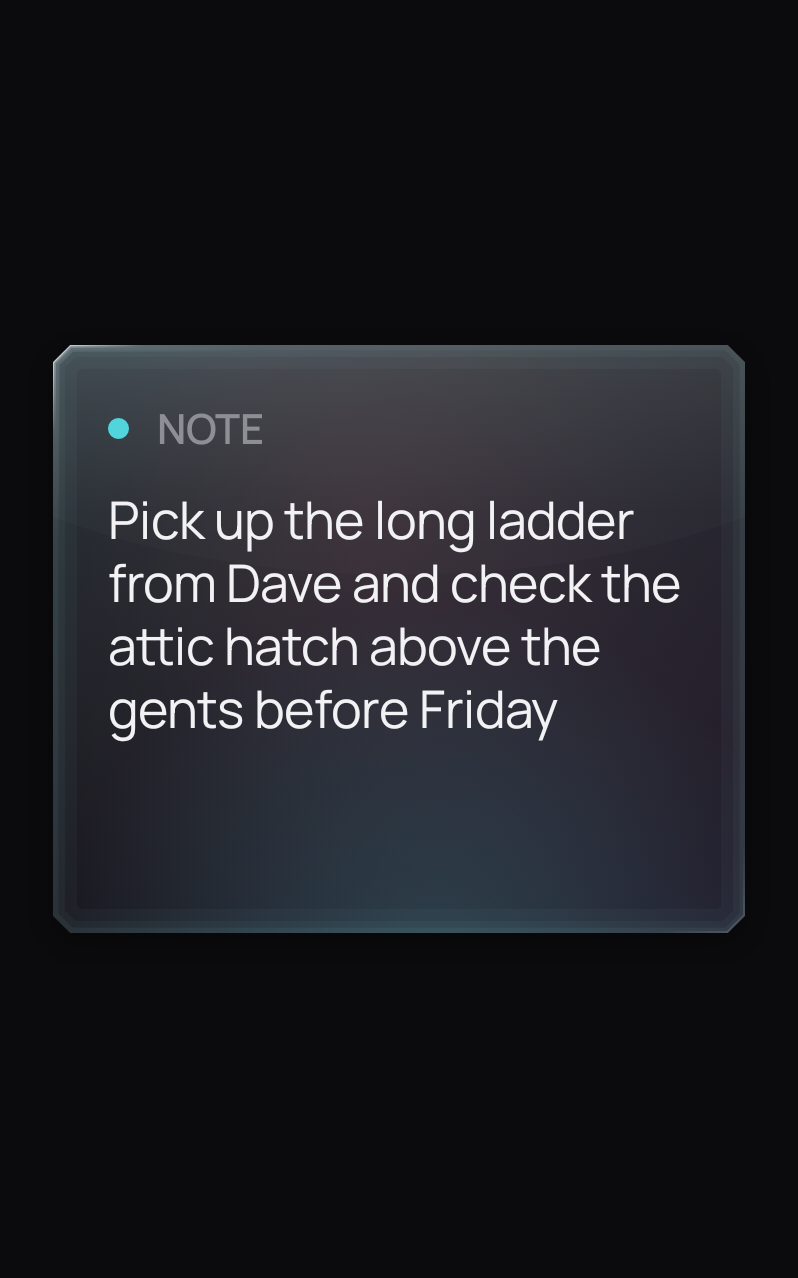 NOTE
Pick up the long ladder
from Dave and check the
attic hatch above the
gents before Friday